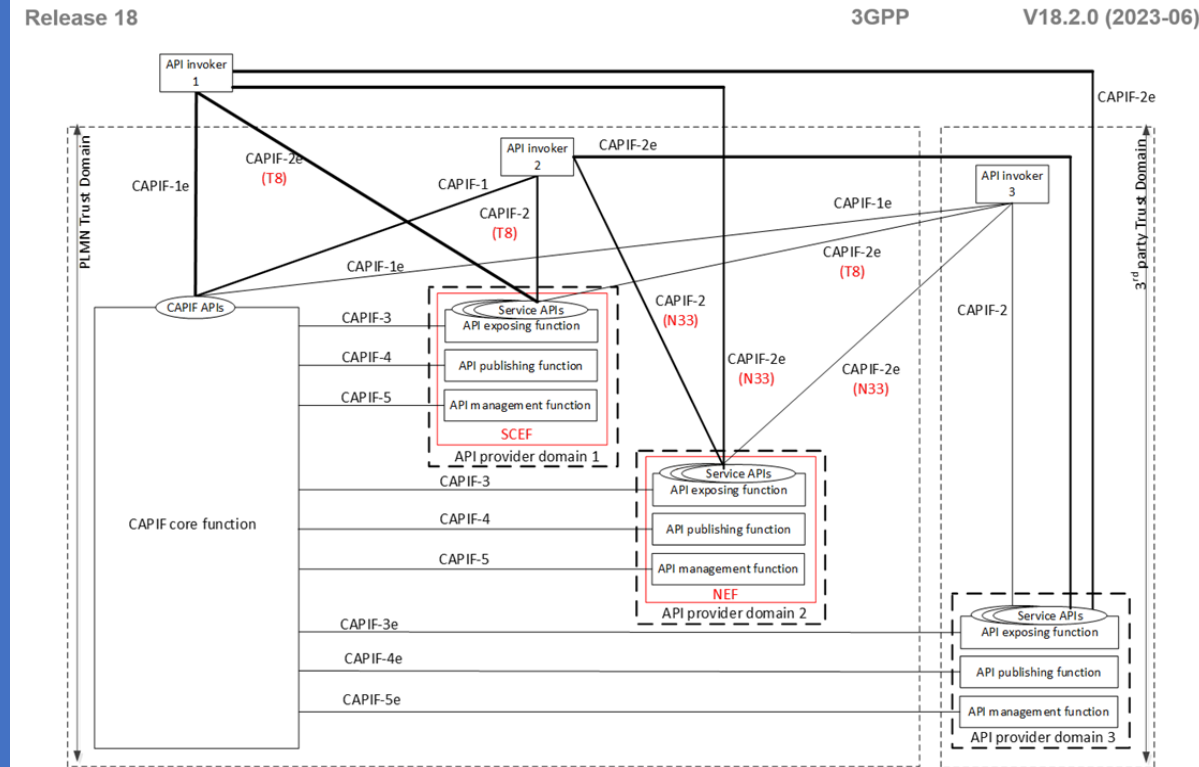 Release 18
3GPP
V18.2.0 (2023-06)
API invoker
1
CAPIF-2e
PLMN Trust Domain
3rd party Trust Domain
CAPIF-1e
CAPIF-2e
(T8)
API invoker
2
CAPIF-2e
CAPIF-1
CAPIF-2
(T8)
API invoker
3
CAPIF-1e
CAPIF-1e
CAPIF-2e
(T8)
CAPIF-2
(N33)
CAPIF-2
CAPIF-2e
(N33)
CAPIF-2e
(N33)
CAPIF APIs
CAPIF core function
CAPIF-3
CAPIF-4
CAPIF-5
Service APIs
API exposing function
API publishing function
API management function
SCEF
API provider domain 1
CAPIF-3
CAPIF-4
CAPIF-5
Service APIs
API exposing function
API publishing function
API management function
NEF
API provider domain 2
CAPIF-3e
CAPIF-4e
CAPIF-5e
Service APIs
API exposing function
API publishing function
API management function
API provider domain 3